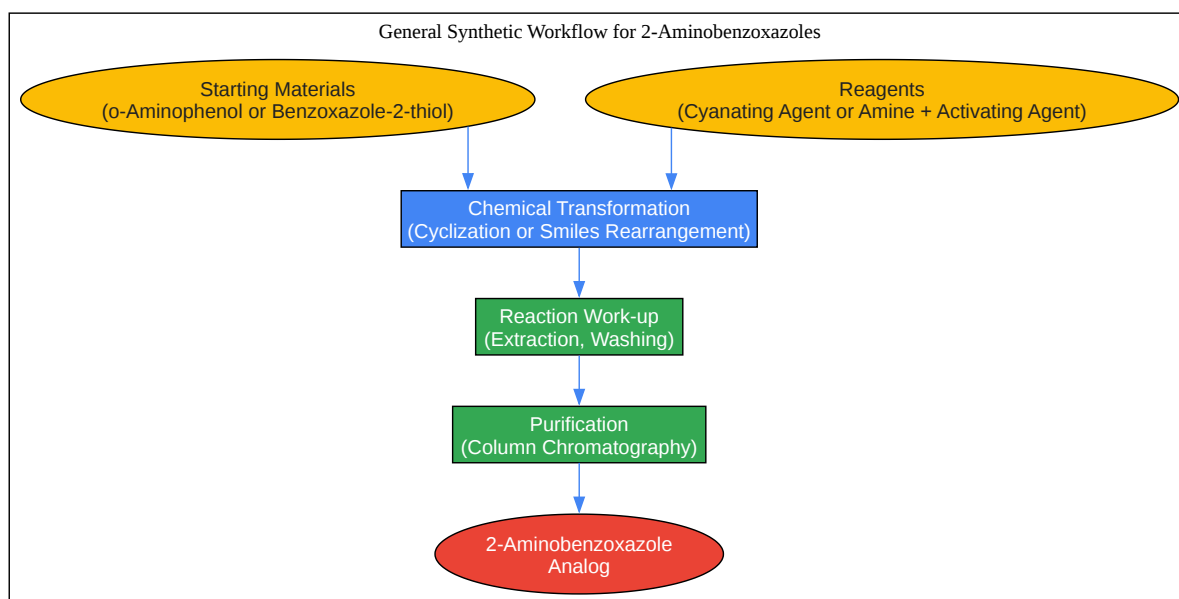 General Synthetic Workflow for 2-Aminobenzoxazoles
Starting Materials
(o-Aminophenol or Benzoxazole-2-thiol)
Reagents
(Cyanating Agent or Amine + Activating Agent)
Chemical Transformation
(Cyclization or Smiles Rearrangement)
Reaction Work-up
(Extraction, Washing)
Purification
(Column Chromatography)
2-Aminobenzoxazole
Analog